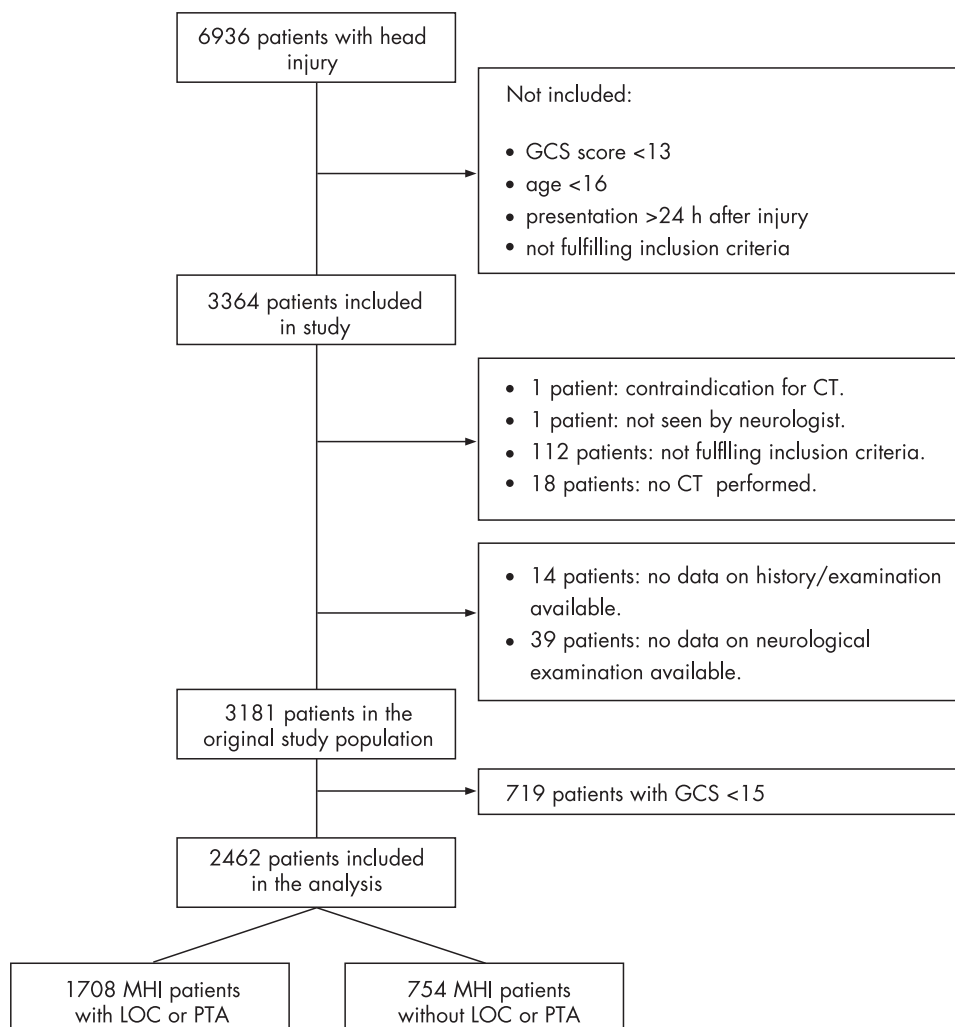 6936 patients with head
injury
Not included:
• GCS score <13
• age <16
• presentation >24 h after injury
• not fulfilling inclusion criteria
3364 patients included
in study
• 1 patient: contraindication for CT.
• 1 patient: not seen by neurologist.
• 112 patients: not fulflling inclusion criteria.
• 18 patients: no CT performed.
• 14 patients: no data on history/examination
available.
• 39 patients: no data on neurological
examination available.
3181 patients in the
original study population
719 patients with GCS <15
2462 patients included
in the analysis
1708 MHI patients
with LOC or PTA
754 MHI patients
without LOC or PTA